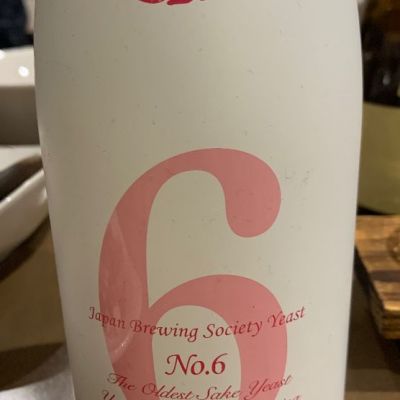 6
Japan Brewing Society Yeast
No.6
The Oldest Sake Yeast